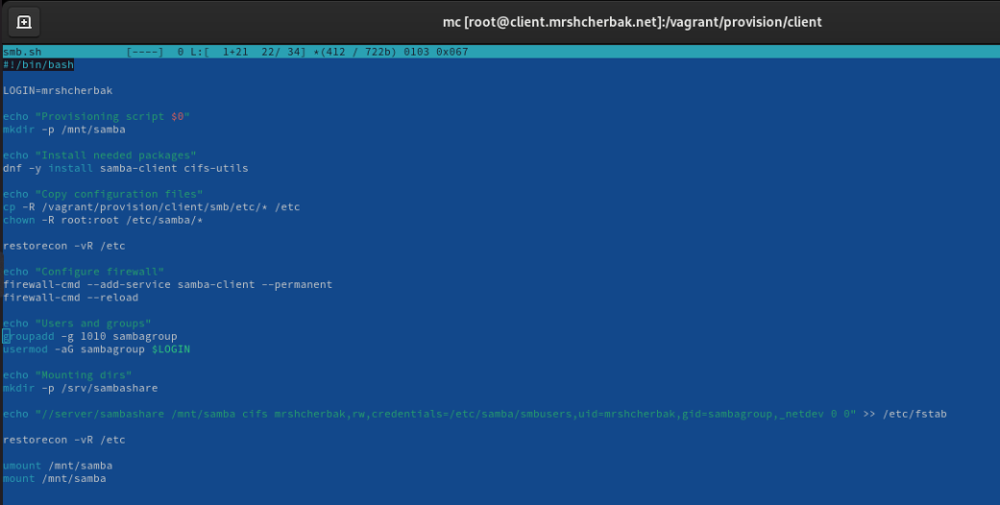 mc [root@client.mrshcherbak.net]:/vagrant/provision/client
smb.sh [----] 0 L:[ 1+21 22/ 34] *(412 / 722b) 0103 0x067
#!/bin/bash
LOGIN=mrshcherbak
echo "Provisioning script $0"
mkdir -p /mnt/samba
echo "Install needed packages"
dnf -y install samba-client cifs-utils
echo "Copy configuration files"
cp -R /vagrant/provision/client/smb/etc/* /etc
chown -R root:root /etc/samba/*
restorecon -vR /etc
echo "Configure firewall"
firewall-cmd --add-service samba-client --permanent
firewall-cmd --reload
echo "Users and groups"
groupadd -g 1010 sambagroup
usermod -aG sambagroup $LOGIN
echo "Mounting dirs"
mkdir -p /srv/sambashare
echo "//server/sambashare /mnt/samba cifs mrshcherbak,rw,credentials=/etc/samba/smbusers,uid=mrshcherbak,gid=sambagroup,_netdev 0 0" >> /etc/fstab
restorecon -vR /etc
umount /mnt/samba
mount /mnt/samba